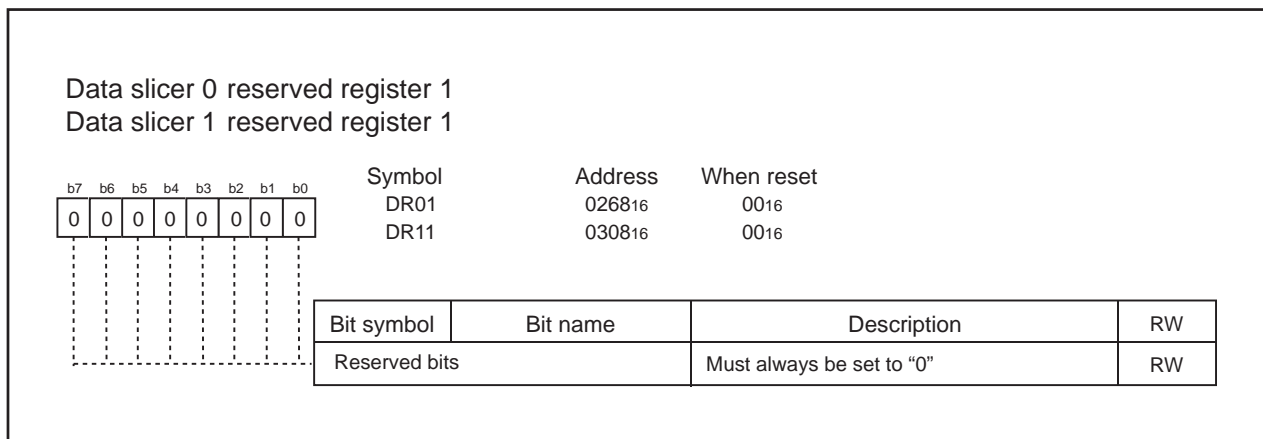 Data slicer 0 reserved register 1
Data slicer 1 reserved register 1
Symbol Address When reset
b7 b6 b5 b4 b3 b2 b1 b0
DR01 026816 0016
0 0 0 0 0 0 0 0
DR11 030816 0016
Bit symbol Bit name Description RW
Reserved bits Must always be set to “0” RW